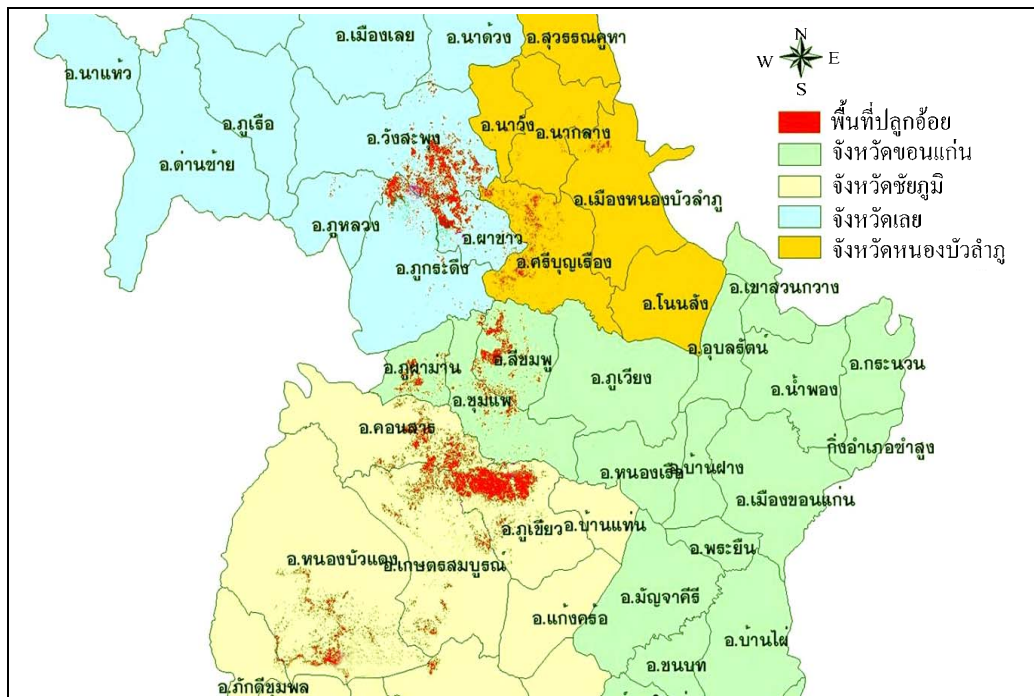 อ.เมืองเลย
อ.นาด้วง
อ.สุวรรณคูหา
N
W
E
S
อ.นาแห้ว
อ.ภูเรือ
อ.ด่านซ้าย
อ.วังสะพุง
อ.นาวัง
อ.นากลาง
พื้นที่ปลูกอ้อย
จังหวัดขอนแก่น
จังหวัดชัยภูมิ
จังหวัดเลย
จังหวัดหนองบัวลำภู
อ.เมืองหนองบัวลำภู
อ.ภูหลวง
อ.ผาขาว
อ.ภูกระดึง
อ.ศรีบุญเรือง
อ.โนนสัง
อ.เขาสวนกวาง
อ.อุบลรัตน์
อ.กระนวน
อ.ภูผาม่าน
อ.สีชมพู
อ.ภูเวียง
อ.น้ำพอง
อ.ชุมแพ
อ.คอนสาร
กิ่งอำเภอซำสูง
อ.หนองเรือ
อ.บ้านฝาง
อ.เมืองขอนแก่น
อ.ภูเขียว
อ.บ้านแท่น
อ.พระยืน
อ.หนองบัวแดง
อ.เกษตรสมบูรณ์
อ.มัญจาคีรี
อ.แก้งคร้อ
อ.บ้านไผ่
อ.ชนบท
อ.ภักดีชุมพล